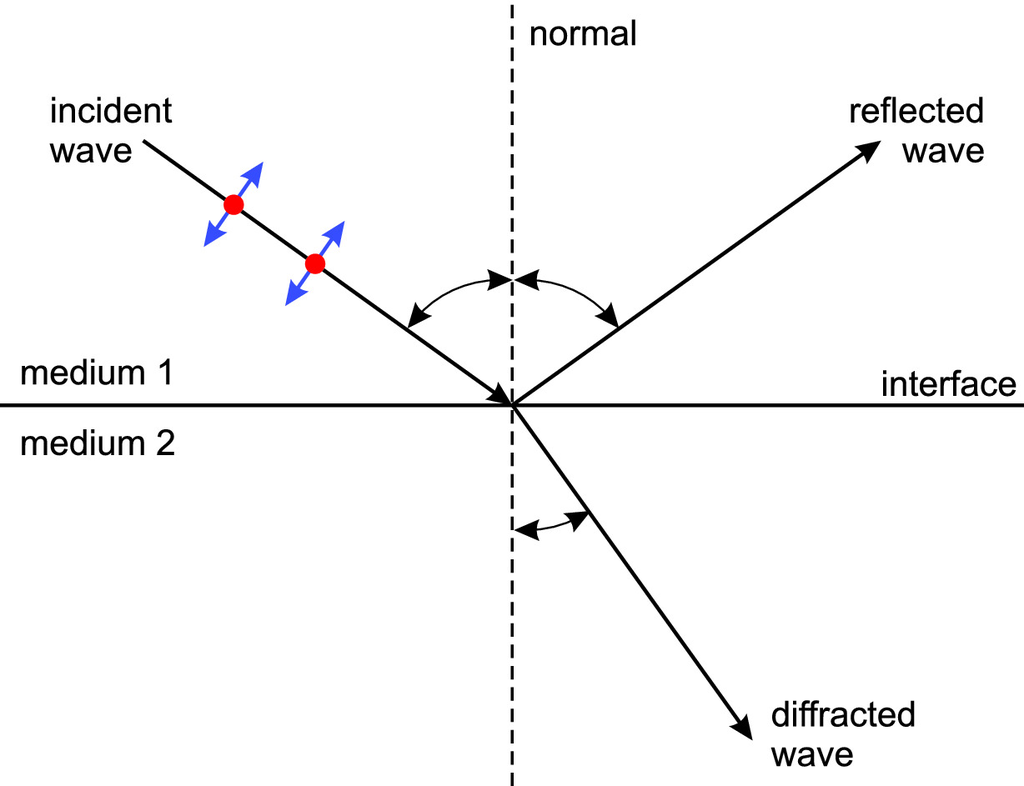 normal
incident
wave
reflected
wave
medium 1
interface
medium 2
diffracted
wave